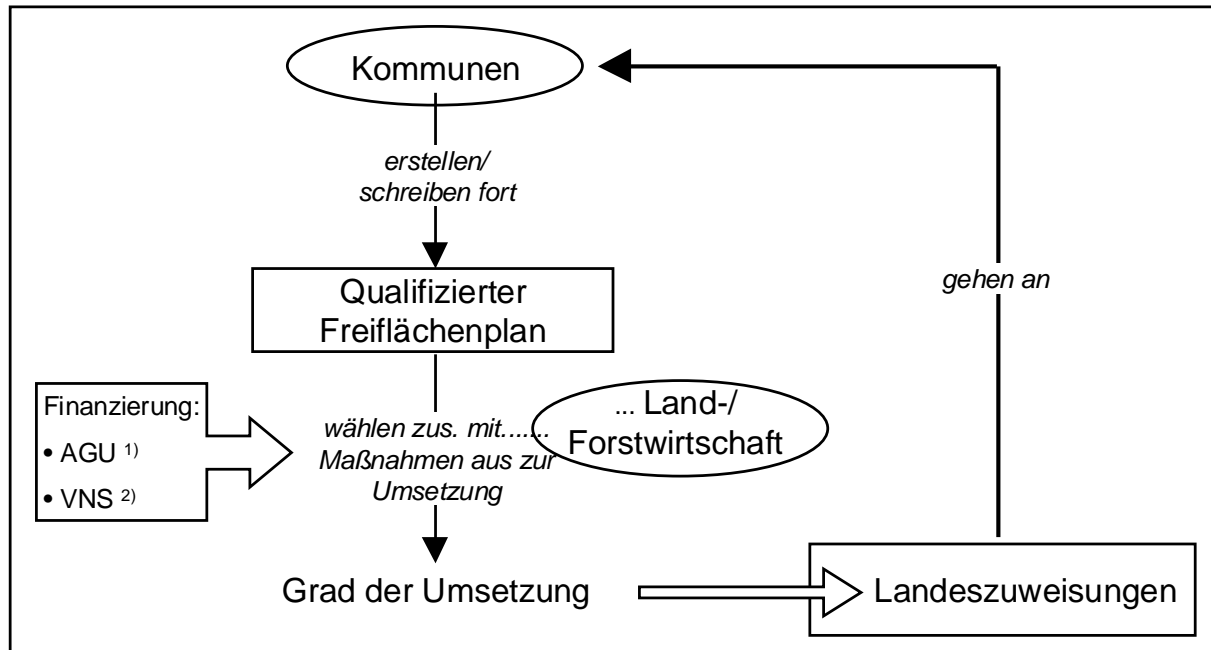 Kommunen
erstellen/
schreiben fort
gehen an
Qualifizierter
Freiflächenplan
Finanzierung:
• AGU 1)
• VNS 2)
wählen zus. mit.......
Maßnahmen aus zur
Umsetzung
... Land-/
Forstwirtschaft
Grad der Umsetzung
Landeszuweisungen